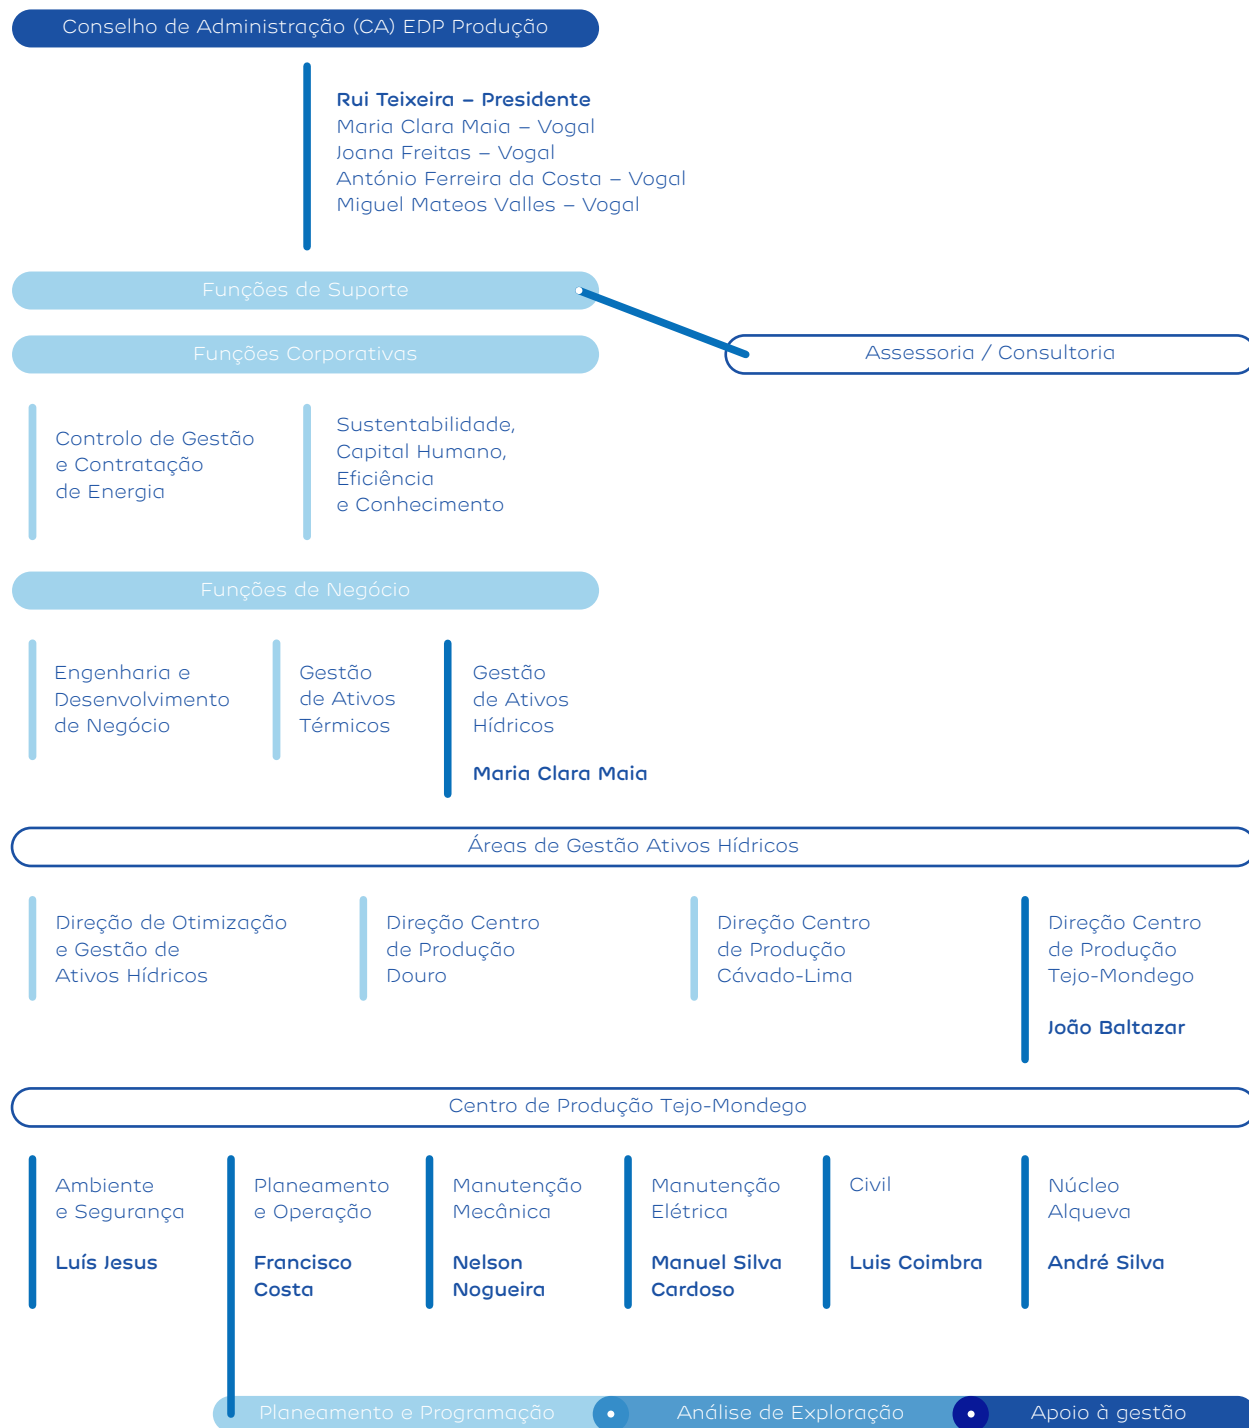 Conselho de Administração (CA) EDP Produção
Rui Teixeira – Presidente
Maria Clara Maia – Vogal
Joana Freitas – Vogal
António Ferreira da Costa – Vogal
Miguel Mateos Valles – Vogal
Funções de Suporte
Assessoria / Consultoria
Funções Corporativas
Controlo de Gestão
e Contratação
de Energia
Sustentabilidade,
Capital Humano,
Eficiência
e Conhecimento
Funções de Negócio
Engenharia e
Desenvolvimento
de Negócio
Gestão
de Ativos
Térmicos
Gestão
de Ativos
Hídricos
Maria Clara Maia
Áreas de Gestão Ativos Hídricos
Direção de Otimização
e Gestão de
Ativos Hídricos
Direção Centro
de Produção
Douro
Direção Centro
de Produção
Cávado-Lima
Direção Centro
de Produção
Tejo-Mondego
João Baltazar
Centro de Produção Tejo-Mondego
Ambiente
e Segurança
Luís Jesus
Planeamento
e Operação
Francisco
Costa
Manutenção
Mecânica
Nelson
Nogueira
Manutenção
Elétrica
Manuel Silva
Cardoso
Civil
Luis Coimbra
Núcleo
Alqueva
André Silva
Planeamento e Programação
Análise de Exploração
Apoio à gestão